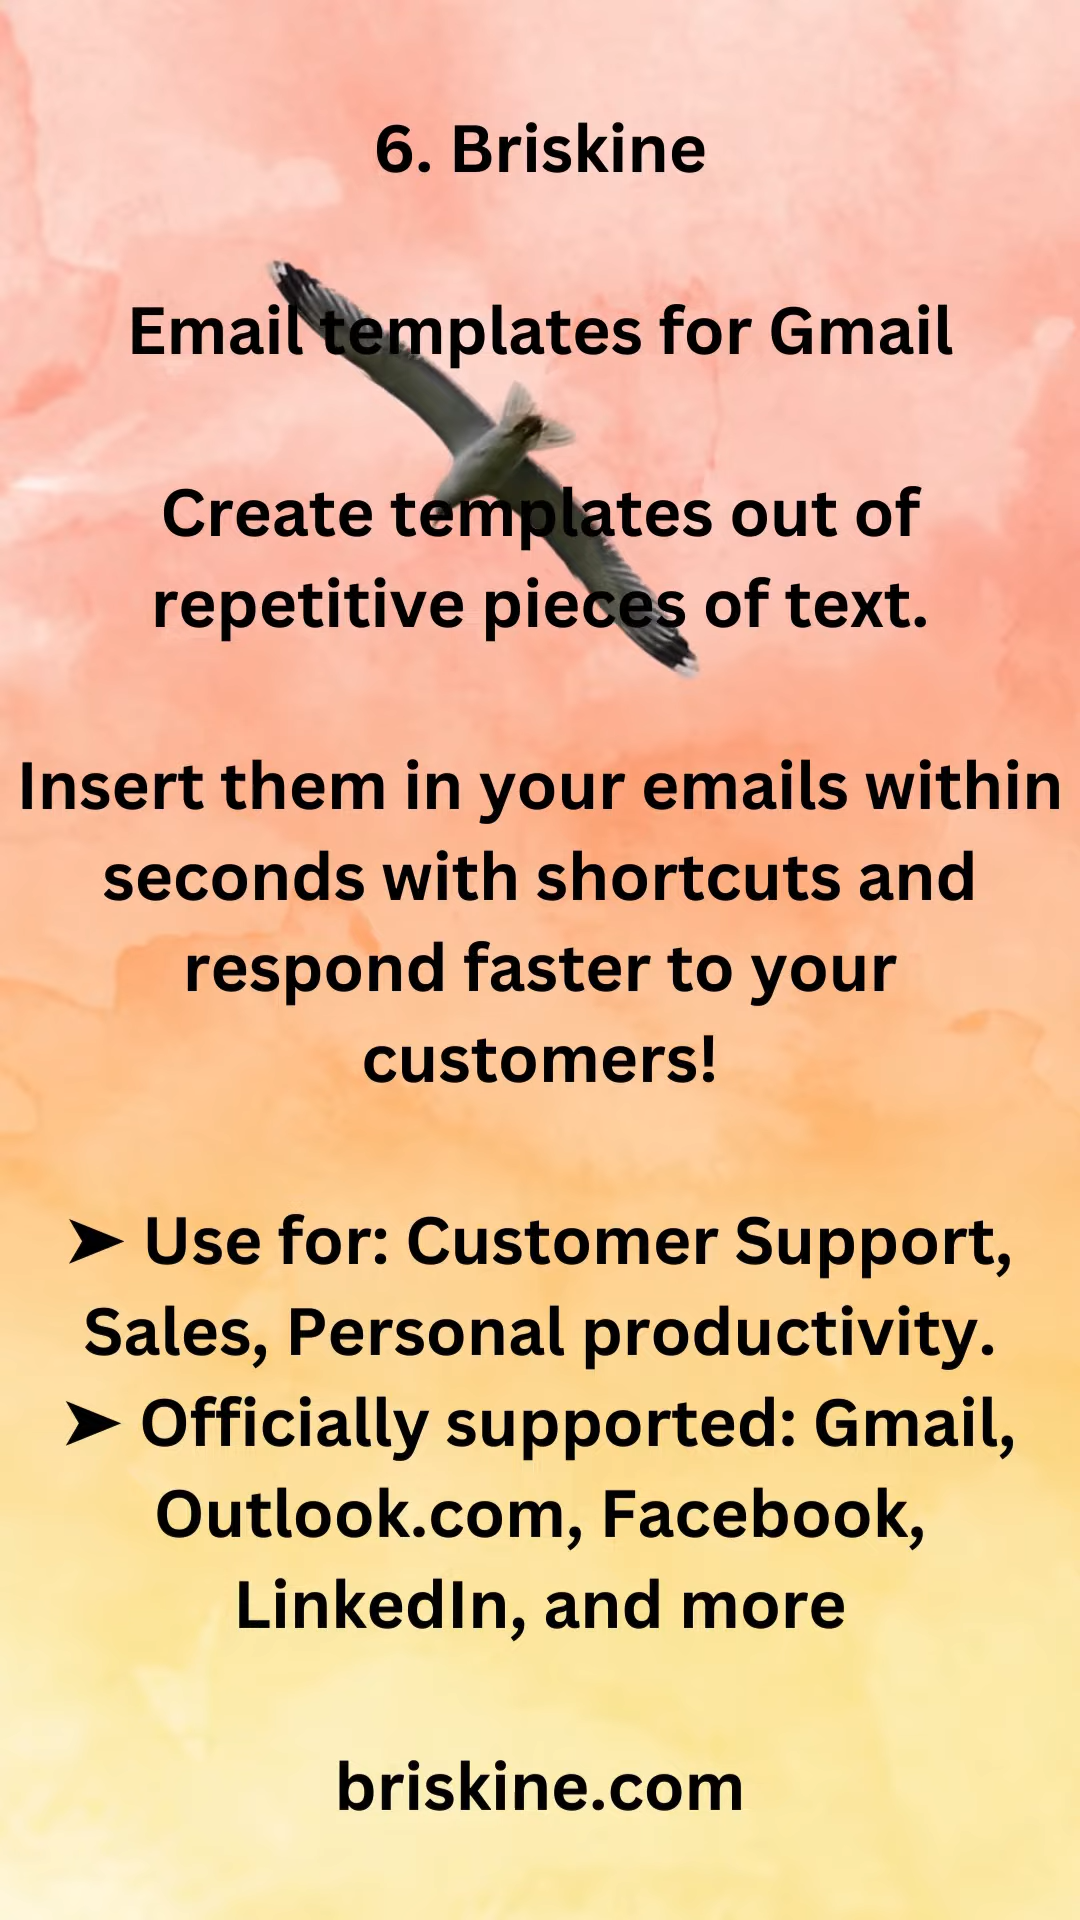 6. Briskine
Email templates for Gmail
Create templates out of
repetitive pieces of text.
Insert them in your emails within
seconds with shortcuts and
respond faster to your
customers!
➤ Use for: Customer Support,
Sales, Personal productivity.
➤ Officially supported: Gmail,
Outlook.com, Facebook,
LinkedIn, and more
briskine.com